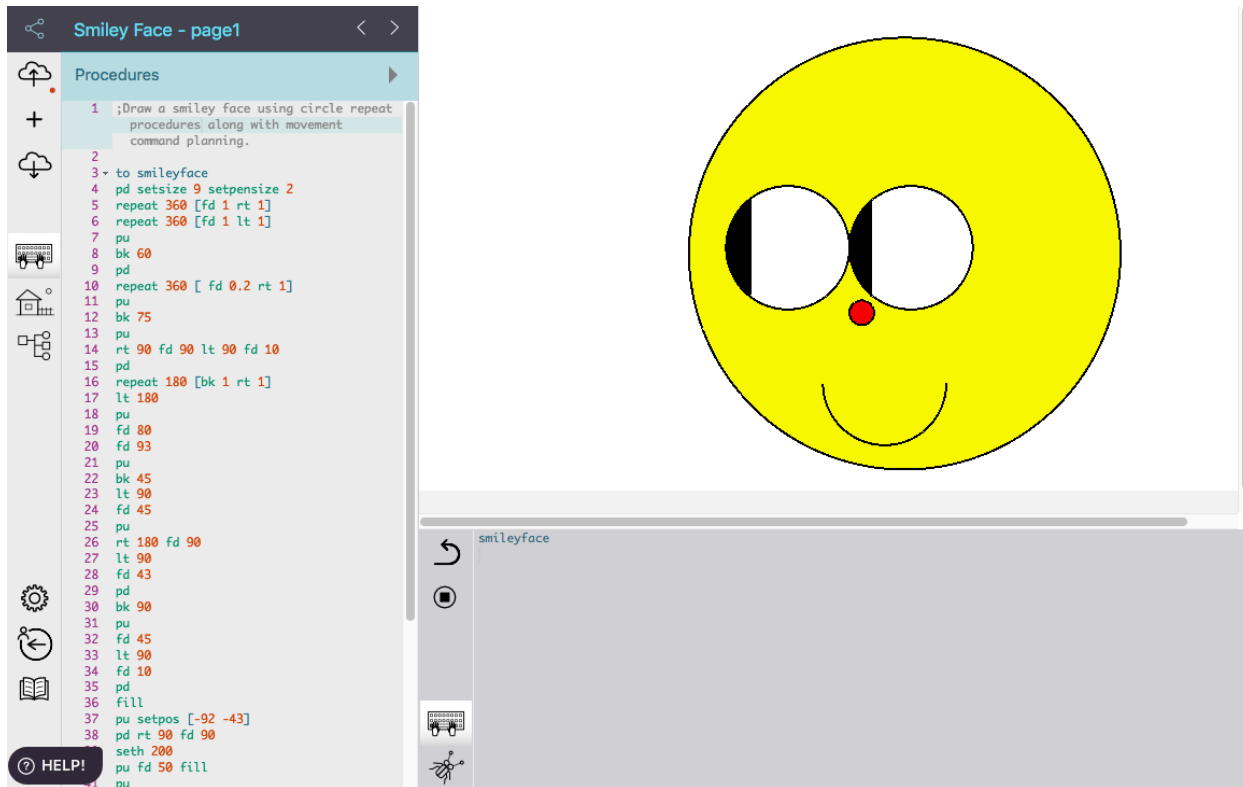 Smiley Face - page1
Procedures
1 ;Draw a smiley face using circle repeat
procedures along with movement
command planning.
2
3 to smileyface
4 pd setsize 9 setpensize 2
5 repeat 360 [fd 1 rt 1]
6 repeat 360 [fd 1 lt 1]
7 pu
8 bk 60
9 pd
10 repeat 360 [ fd 0.2 rt 1]
11 pu
12 bk 75
13 pu
14 rt 90 fd 90 lt 90 fd 10
15 pd
16 repeat 180 [bk 1 rt 1]
17 lt 180
18 pu
19 fd 80
20 fd 93
21 pu
22 bk 45
23 lt 90
24 fd 45
25 pu
26 rt 180 fd 90
27 lt 90
28 fd 43
29 pd
30 bk 90
31 pu
32 fd 45
33 lt 90
34 fd 10
35 pd
36 fill
37 pu setpos [-92 -43]
38 pd rt 90 fd 90
seth 200
pu fd 50 fill
pu
? HELP!
smileyface